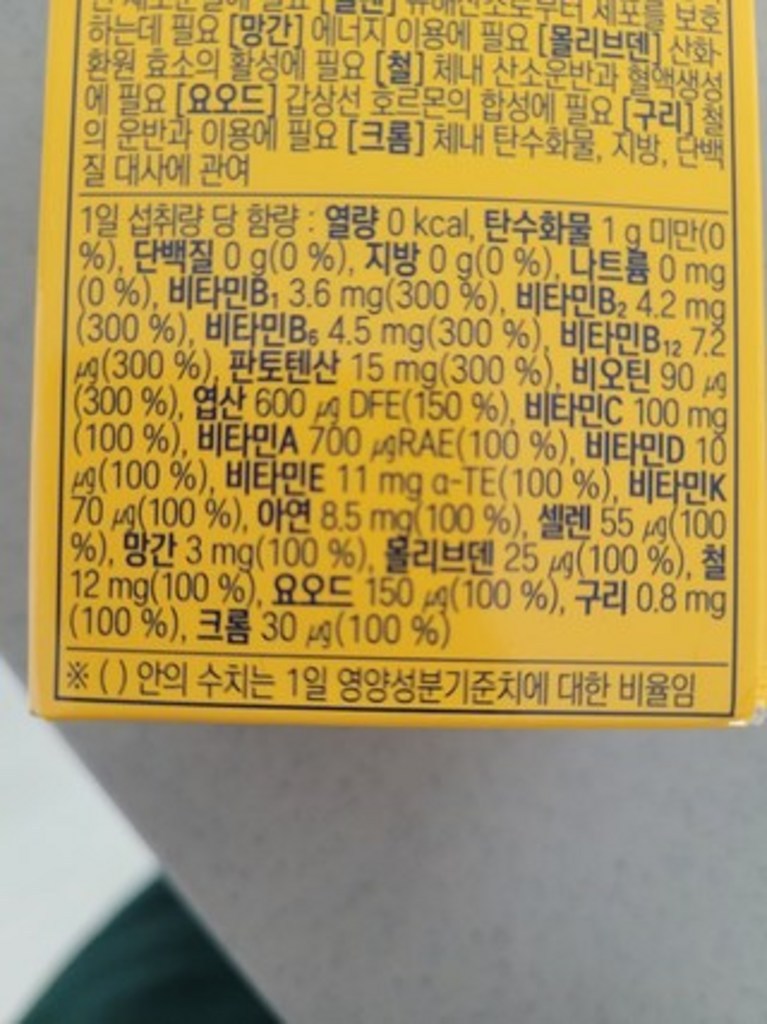 [셀렌] 유해산소로부터 세포를 보호
하는데 필요 [망간] 에너지 이용에 필요 [몰리브덴] 산화·
환원 효소의 활성에 필요 [철] 체내 산소운반과 혈액생성
에 필요 [요오드] 갑상선 호르몬의 합성에 필요 [구리] 철
의 운반과 이용에 필요 [크롬] 체내 탄수화물, 지방, 단백
질 대사에 관여
1일 섭취량 당 함량 : 열량 0 kcal, 탄수화물 1 g 미만(0
%), 단백질 0 g(0 %), 지방 0 g(0 %), 나트륨 0 mg
(0 %), 비타민B₁ 3.6 mg(300 %), 비타민B₂ 4.2 mg
(300 %), 비타민B₆ 4.5 mg(300 %), 비타민B₁₂ 7.2
㎍(300 %), 판토텐산 15 mg(300 %), 비오틴 90 ㎍
(300 %), 엽산 600 ㎍ DFE(150 %), 비타민C 100 mg
(100 %), 비타민A 700 ㎍RAE(100 %), 비타민D 10
㎍(100 %), 비타민E 11 mg α-TE(100 %), 비타민K
70 ㎍(100 %), 아연 8.5 mg(100 %), 셀렌 55 ㎍(100
%), 망간 3 mg(100 %), 몰리브덴 25 ㎍(100 %), 철
12 mg(100 %), 요오드 150 ㎍(100 %), 구리 0.8 mg
(100 %), 크롬 30 ㎍(100 %)
※ ( ) 안의 수치는 1일 영양성분기준치에 대한 비율임